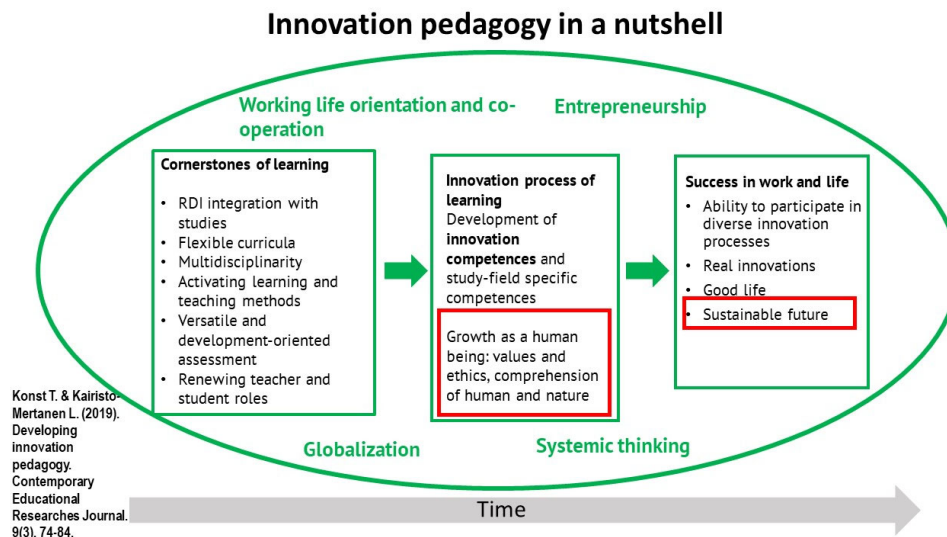 Innovation pedagogy in a nutshell
Working life orientation and co-
operation
Entrepreneurship
Cornerstones of learning
• RDI integration with
studies
• Flexible curricula
• Multidisciplinarity
• Activating learning and
teaching methods
• Versatile and
development-oriented
assessment
• Renewing teacher and
student roles
Innovation process of
learning
Development of
innovation
competences and
study-field specific
competences
Growth as a human
being: values and
ethics, comprehension
of human and nature
Success in work and life
• Ability to participate in
diverse innovation
processes
• Real innovations
• Good life
• Sustainable future
Globalization
Systemic thinking
Konst T. & Kairisto-
Mertanen L. (2019).
Developing
innovation
pedagogy.
Contemporary
Educational
Researches Journal.
9(3), 74-84.
Time